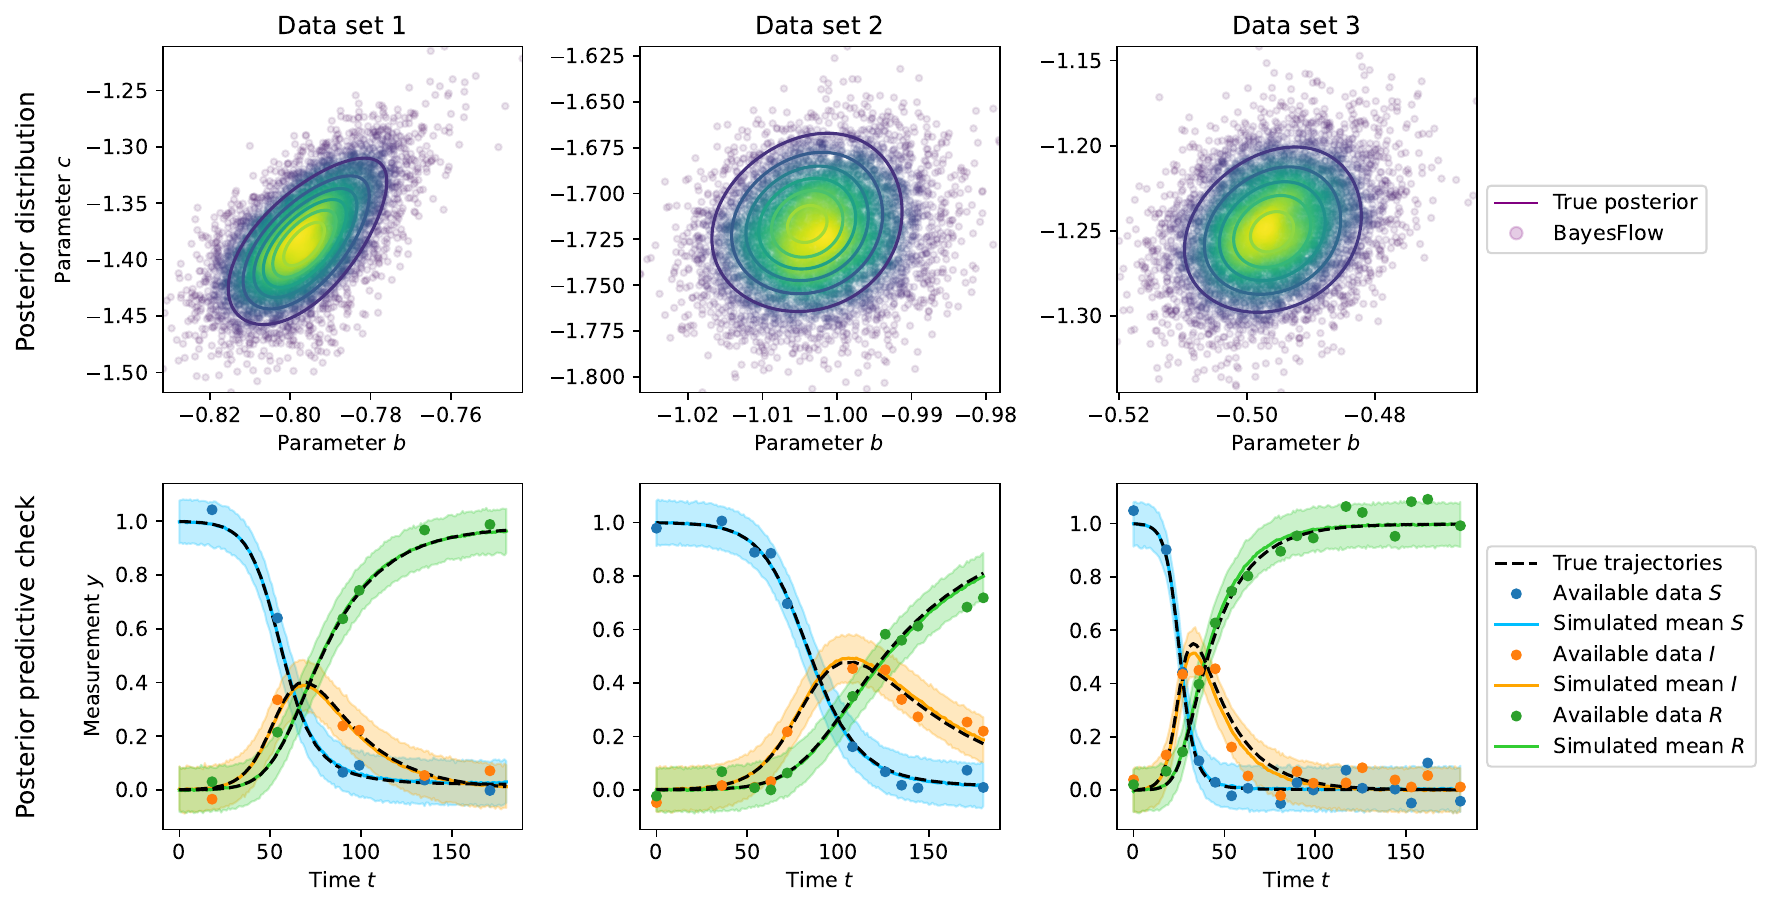 Data set 1
Data set 2
Data set 3
Posterior distribution
Parameter c
−1.25
−1.30
−1.35
−1.40
−1.45
−1.50
−0.82 −0.80 −0.78 −0.76
Parameter b
−1.625
−1.650
−1.675
−1.700
−1.725
−1.750
−1.775
−1.800
−1.02 −1.01 −1.00 −0.99 −0.98
Parameter b
−1.15
−1.20
−1.25
−1.30
−0.52 −0.50 −0.48
Parameter b
True posterior
BayesFlow
Posterior predictive check
Measurement y
1.0
0.8
0.6
0.4
0.2
0.0
0 50 100 150
Time t
1.0
0.8
0.6
0.4
0.2
0.0
0 50 100 150
Time t
1.0
0.8
0.6
0.4
0.2
0.0
0 50 100 150
Time t
True trajectories
Available data S
Simulated mean S
Available data I
Simulated mean I
Available data R
Simulated mean R